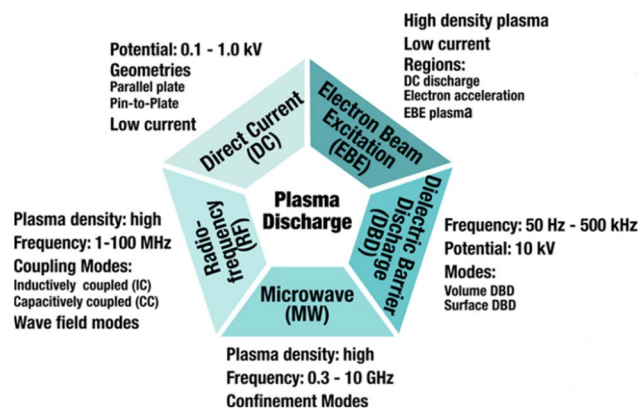 Potential: 0.1 - 1.0 kV
Geometries
Parallel plate
Pin-to-Plate
Low current
High density plasma
Low current
Regions:
DC discharge
Electron acceleration
EBE plasma
Direct Current
(DC)
Electron Beam
Excitation
(EBE)
Plasma
Discharge
Radio-
frequency
(RF)
Dielectric Barrier
Discharge
(DBD)
Microwave
(MW)
Plasma density: high
Frequency: 1-100 MHz
Coupling Modes:
Inductively coupled (IC)
Capacitively coupled (CC)
Wave field modes
Frequency: 50 Hz - 500 kHz
Potential: 10 kV
Modes:
Volume DBD
Surface DBD
Plasma density: high
Frequency: 0.3 - 10 GHz
Confinement Modes